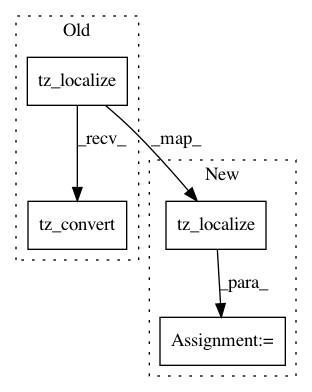 Old
tz_localize
_recv_
_map_
tz_convert
New
tz_localize
_para_
Assignment:=